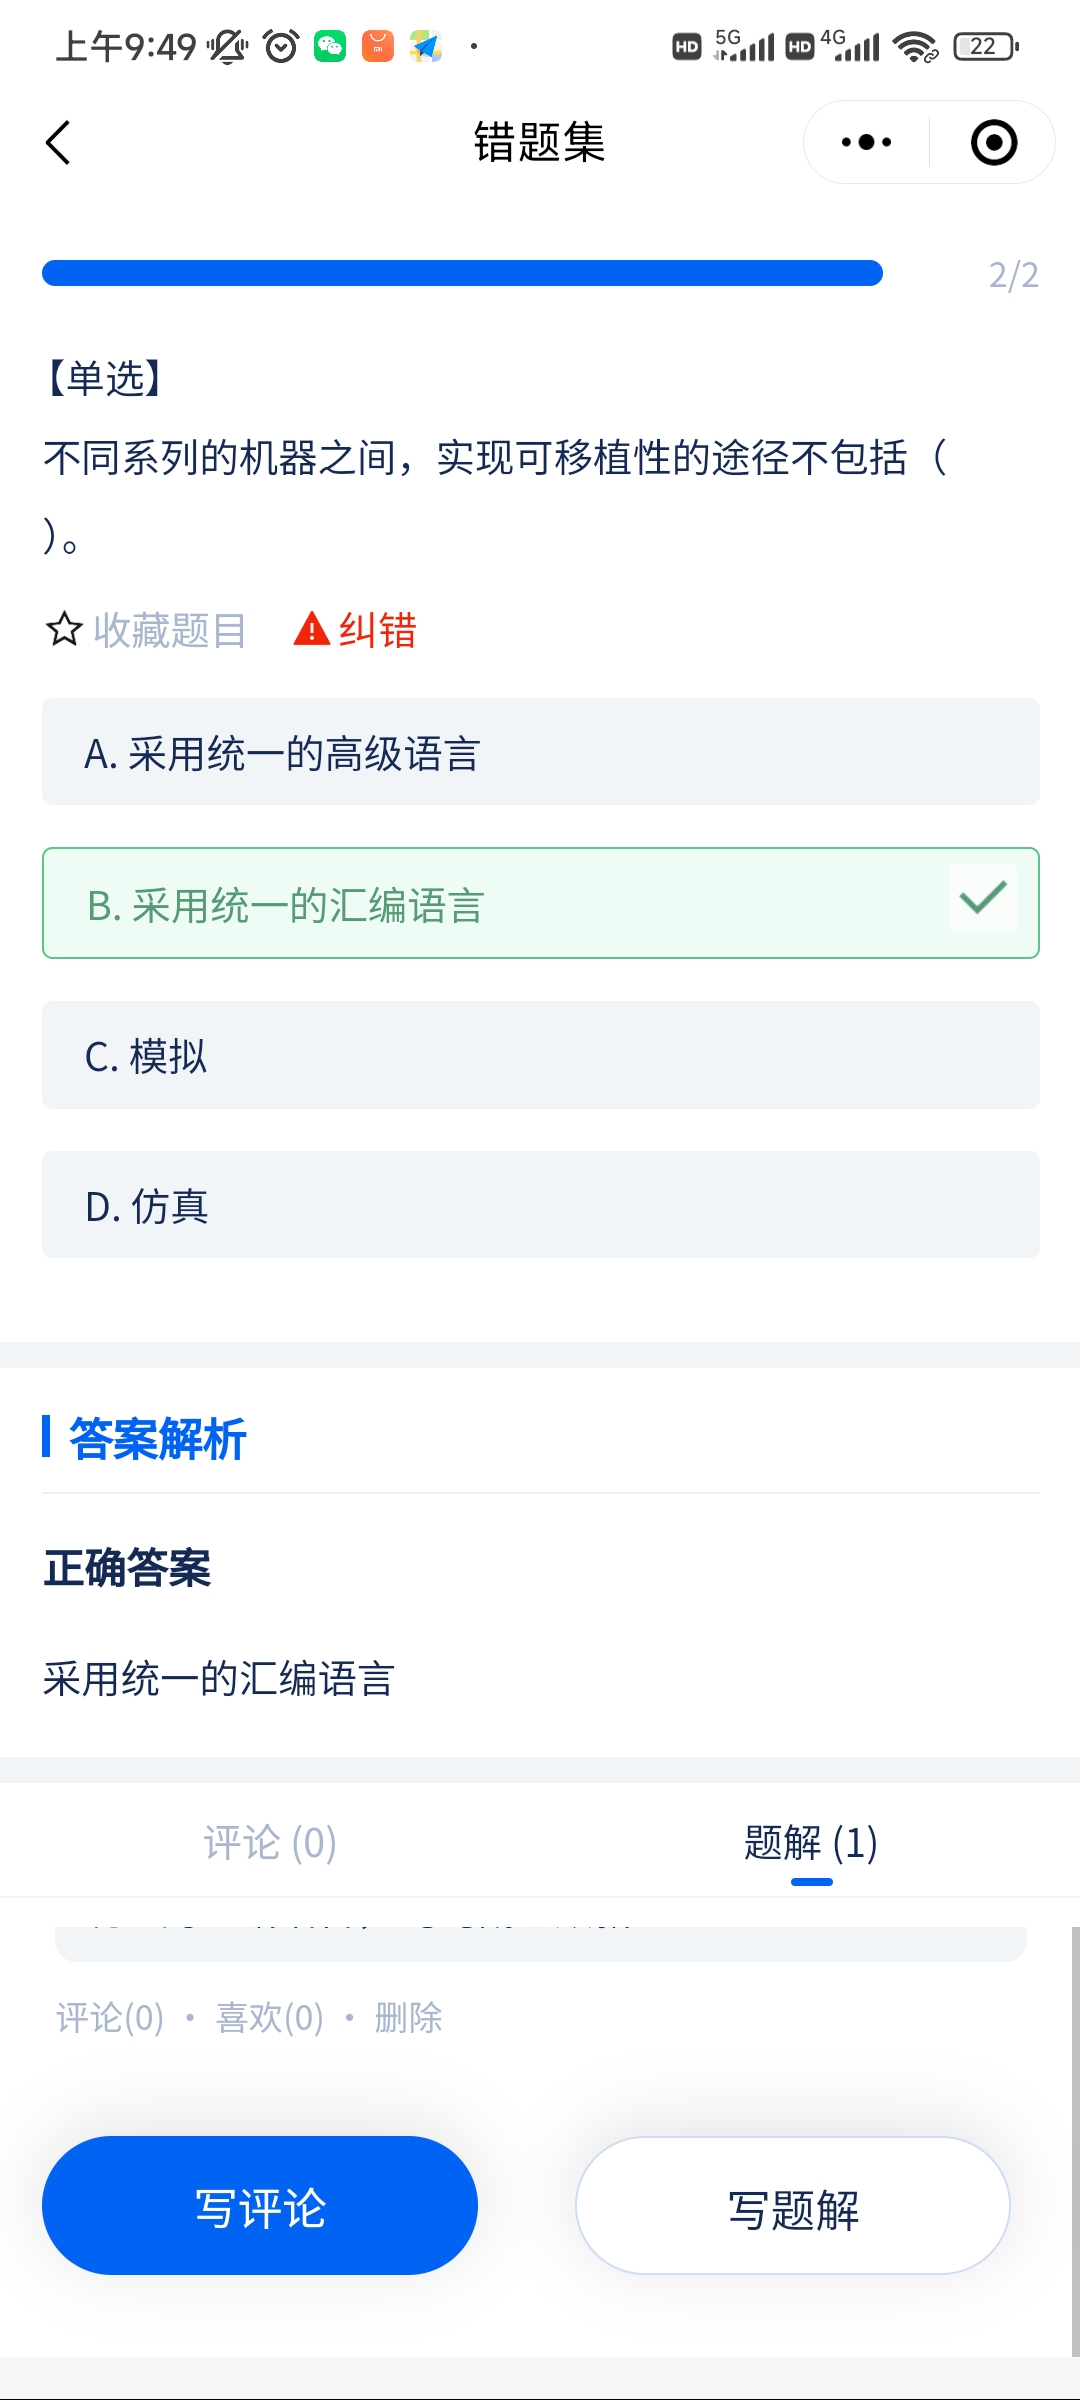 上午9:49
HD 5G HD 4G 22
错题集
2/2
【单选】
不同系列的机器之间，实现可移植性的途径不包括（
）。
收藏题目 纠错
A. 采用统一的高级语言
B. 采用统一的汇编语言
C. 模拟
D. 仿真
答案解析
正确答案
采用统一的汇编语言
评论 (0) 题解 (1)
评论(0) · 喜欢(0) · 删除
写评论 写题解